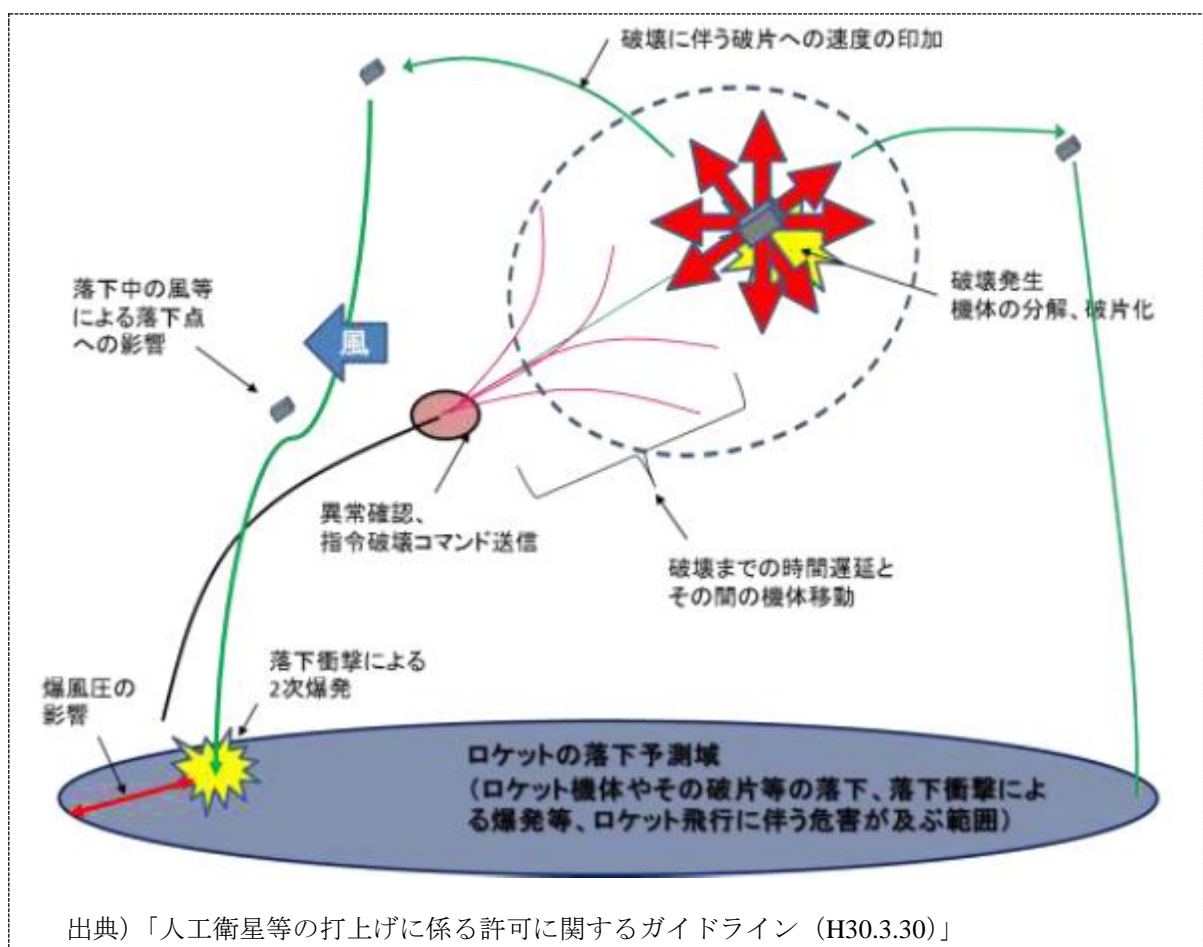 破壊に伴う破片への速度の印加
落下中の風等
による落下点
への影響
風
破壊発生
機体の分解、破片化
異常確認、
指令破壊コマンド送信
破壊までの時間遅延と
その間の機体移動
落下衝撃による
2次爆発
爆風圧の
影響
ロケットの落下予測域
(ロケット機体やその破片等の落下、落下衝撃によ
る爆発等、ロケット飛行に伴う危害が及ぶ範囲)
出典)「人工衛星等の打上げに係る許可に関するガイドライン(H30.3.30)」